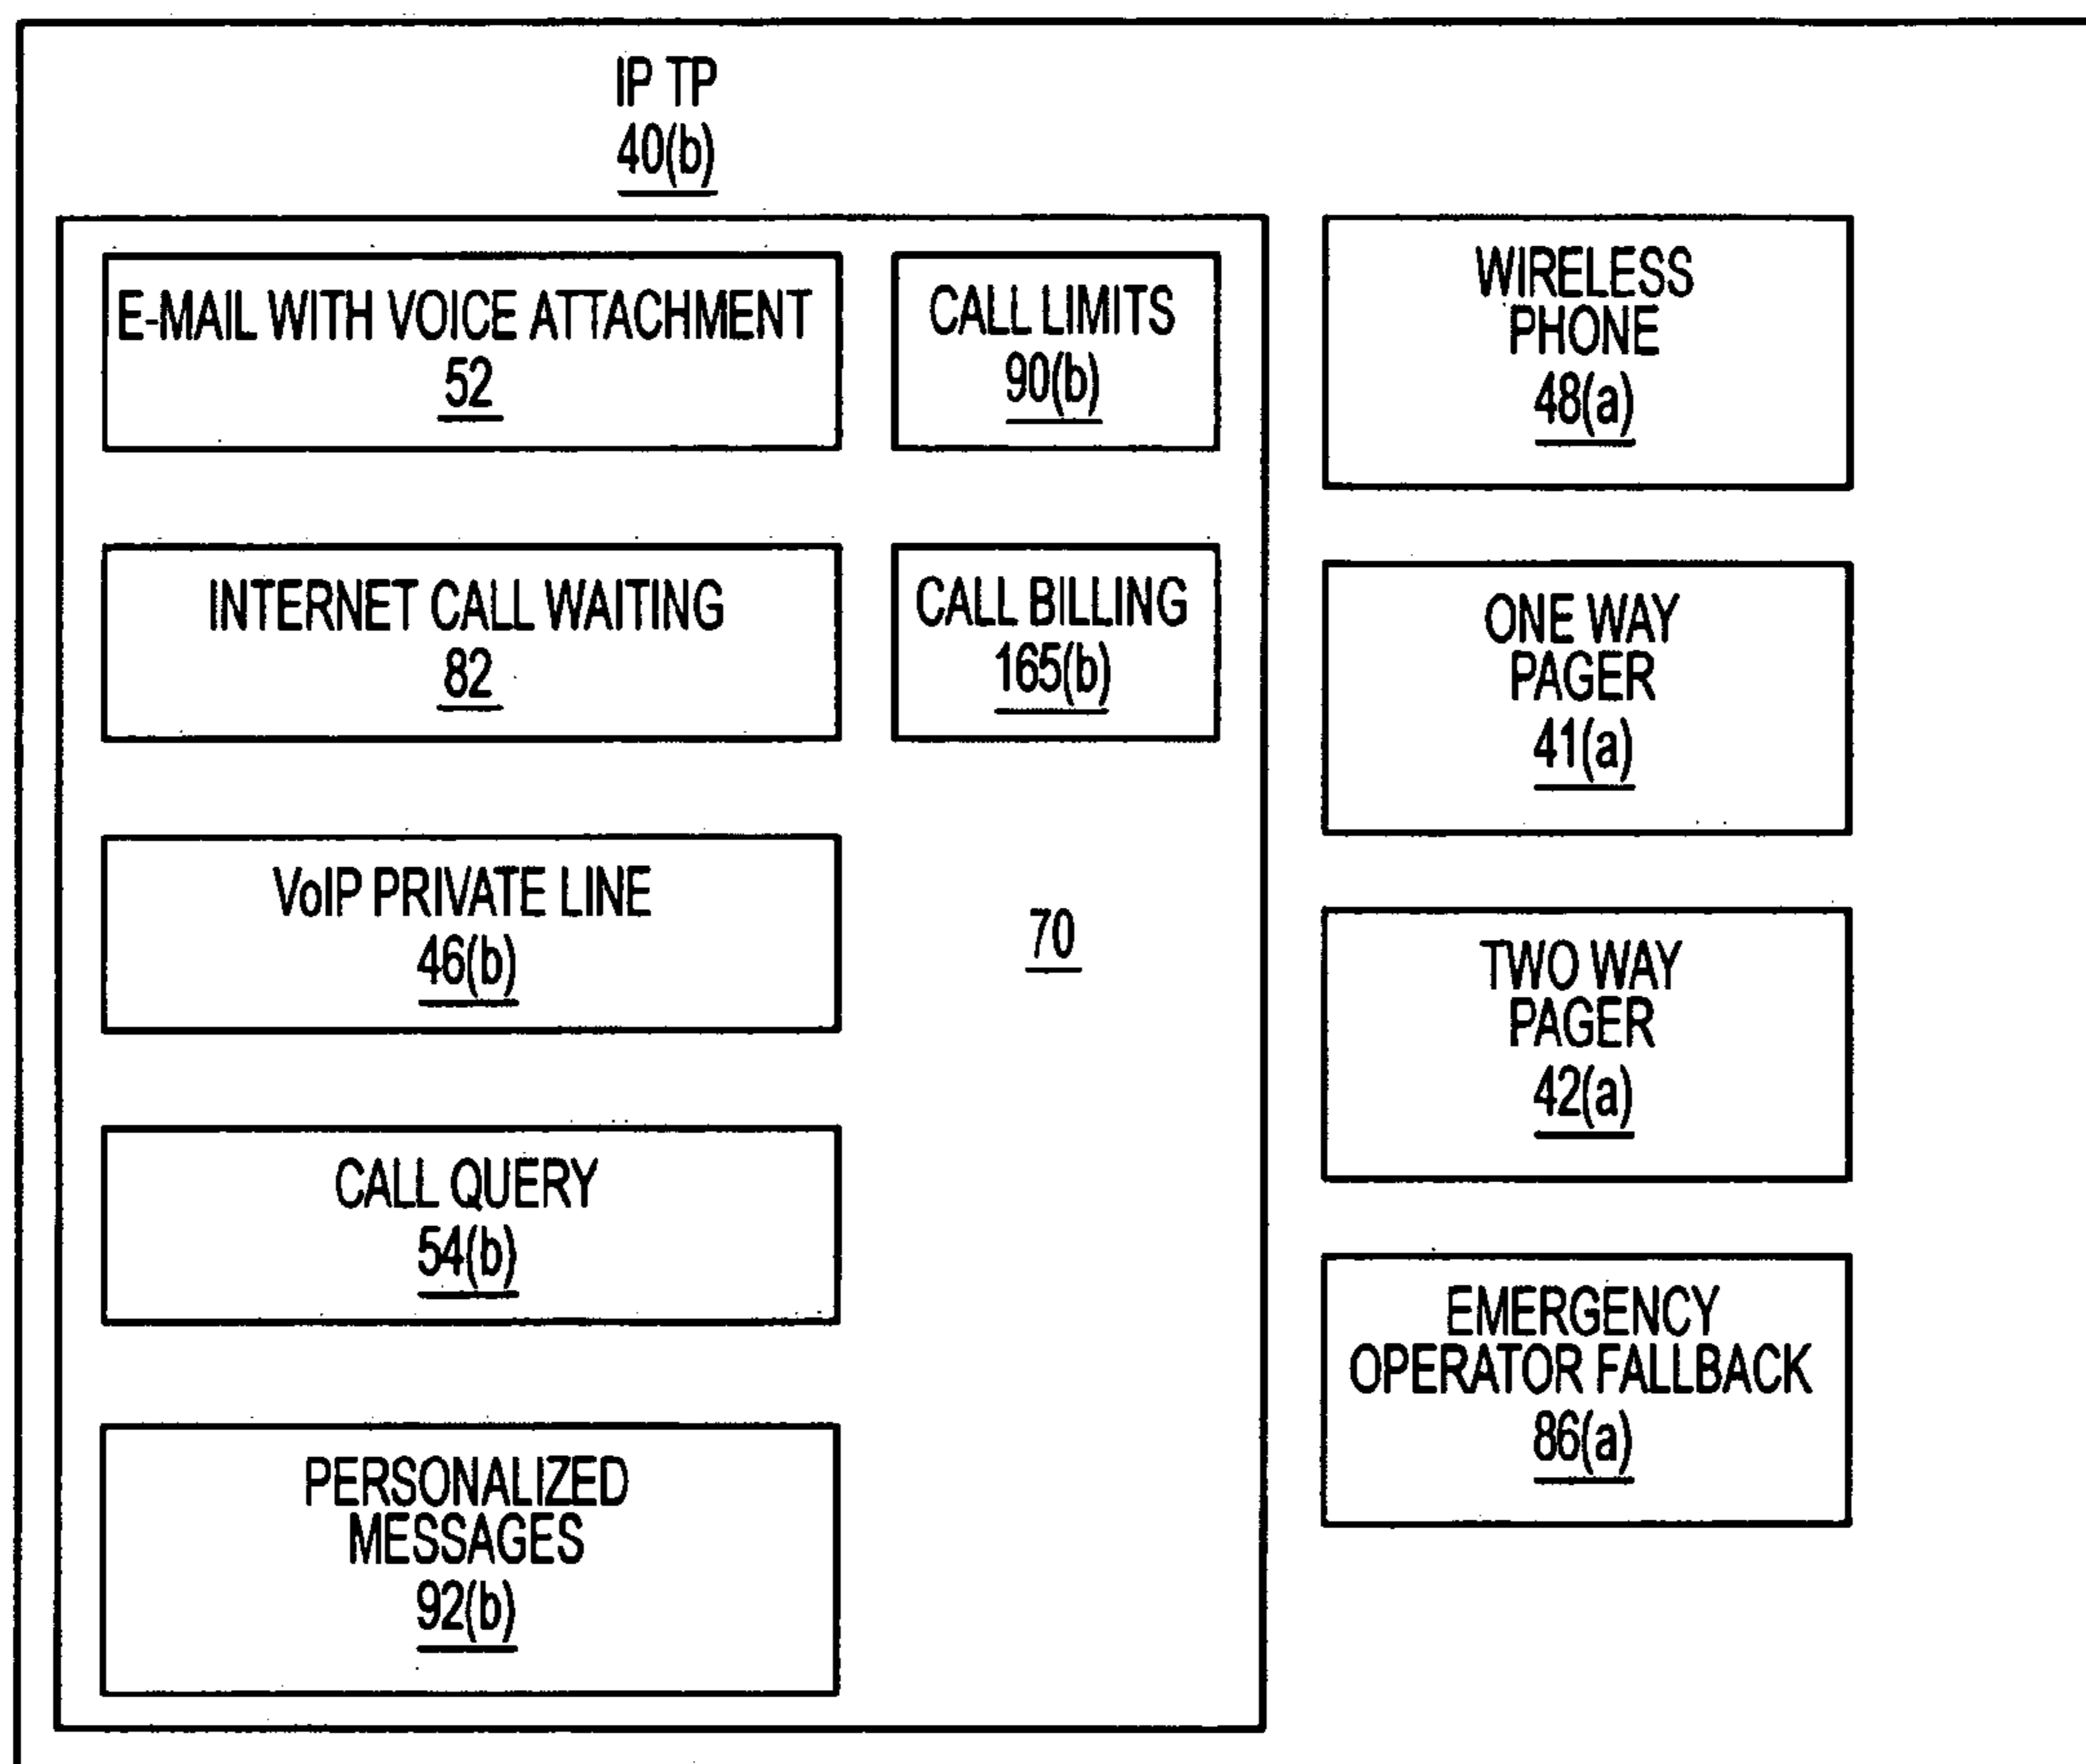 IP TP
40(b)
E-MAIL WITH VOICE ATTACHMENT
52
CALL LIMITS
90(b)
INTERNET CALL WAITING
82
CALL BILLING
165(b)
VoIP PRIVATE LINE
46(b)
70
CALL QUERY
54(b)
PERSONALIZED
MESSAGES
92(b)
WIRELESS
PHONE
48(a)
ONE WAY
PAGER
41(a)
TWO WAY
PAGER
42(a)
EMERGENCY
OPERATOR FALLBACK
86(a)